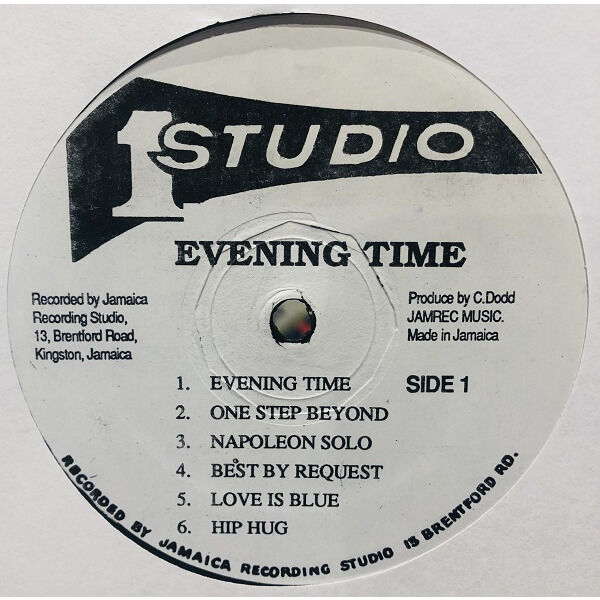 1 STUDIO
EVENING TIME
Recorded by Jamaica
Recording Studio,
13, Brentford Road,
Kingston, Jamaica
Produce by C.Dodd
JAMREC MUSIC.
Made in Jamaica
SIDE 1
1. EVENING TIME
2. ONE STEP BEYOND
3. NAPOLEON SOLO
4. BEST BY REQUEST
5. LOVE IS BLUE
6. HIP HUG
RECORDED BY JAMAICA RECORDING STUDIO 13 BRENTFORD RD.